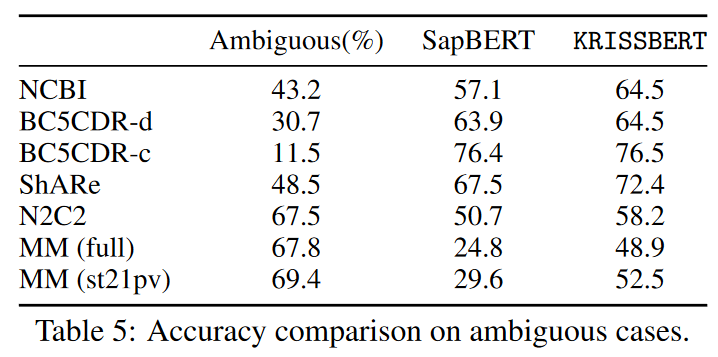 Ambiguous(%) SapBERT KRISSBERT
NCBI 43.2 57.1 64.5
BC5CDR-d 30.7 63.9 64.5
BC5CDR-c 11.5 76.4 76.5
ShARe 48.5 67.5 72.4
N2C2 67.5 50.7 58.2
MM (full) 67.8 24.8 48.9
MM (st21pv) 69.4 29.6 52.5
Table 5: Accuracy comparison on ambiguous cases.